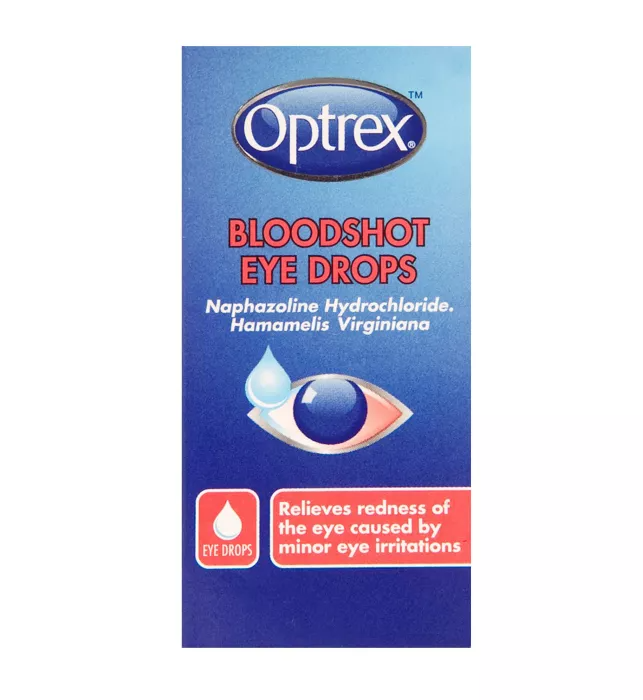 Optrex®™
BLOODSHOT
EYE DROPS
Naphazoline Hydrochloride.
Hamamelis Virginiana
EYE DROPS
Relieves redness of
the eye caused by
minor eye irritations